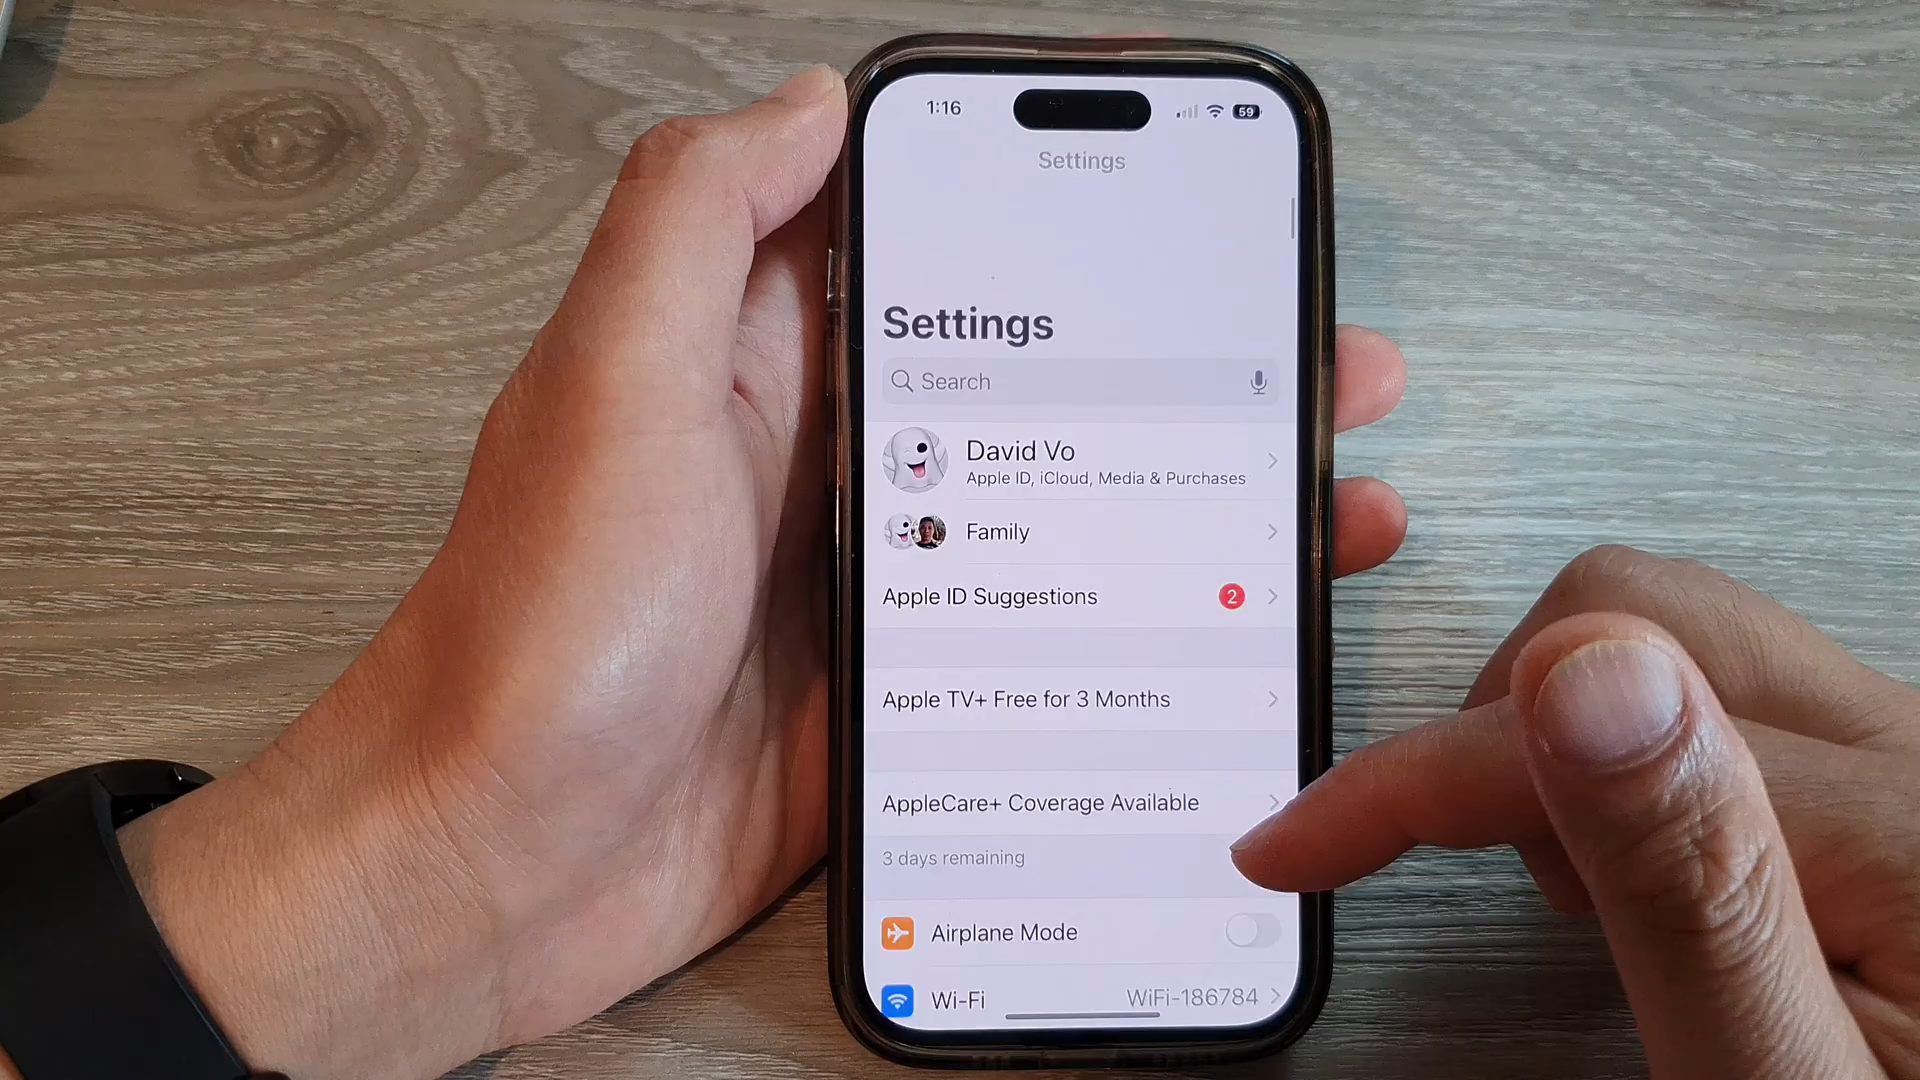 1:16
59
Settings
Settings
Search
David Vo
Apple ID, iCloud, Media & Purchases
Family
Apple ID Suggestions 2
Apple TV+ Free for 3 Months
AppleCare+ Coverage Available
3 days remaining
Airplane Mode
Wi-Fi WiFi-186784